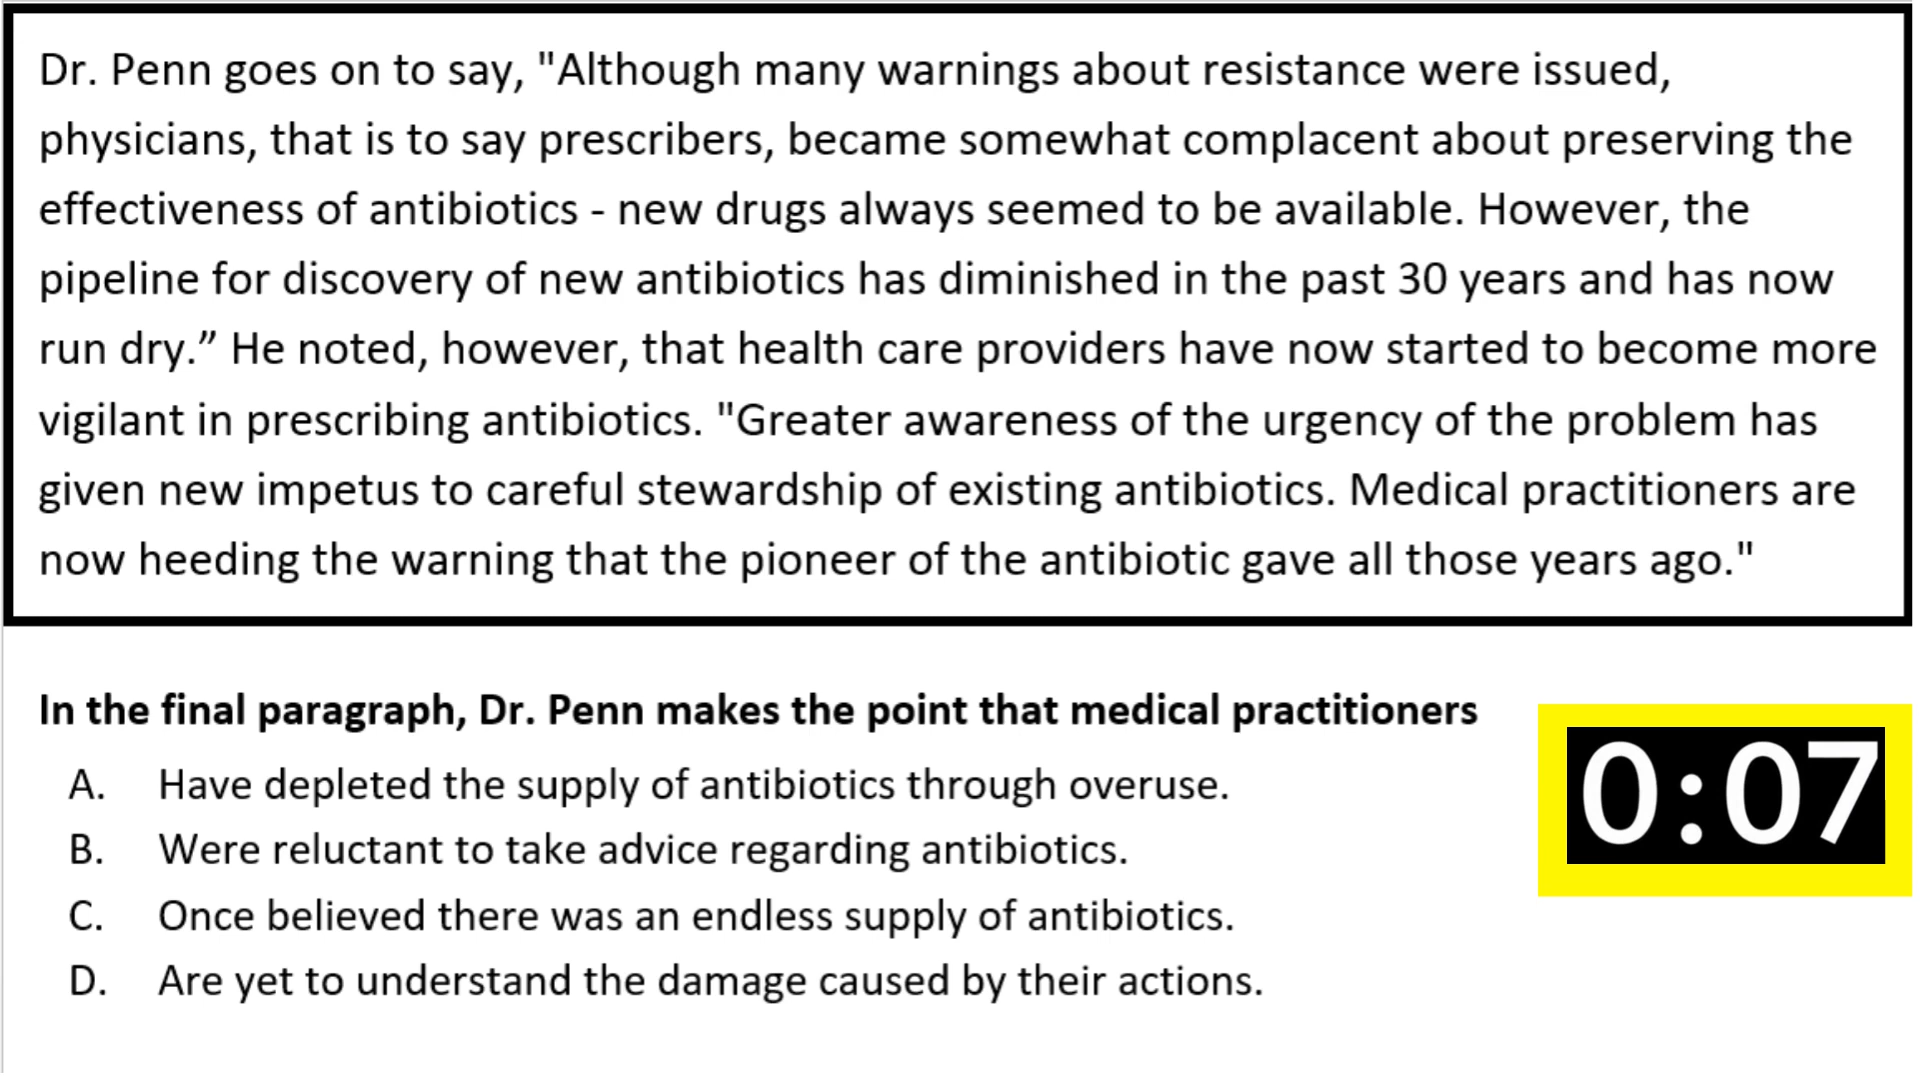 Dr. Penn goes on to say, "Although many warnings about resistance were issued,
physicians, that is to say prescribers, became somewhat complacent about preserving the
effectiveness of antibiotics - new drugs always seemed to be available. However, the
pipeline for discovery of new antibiotics has diminished in the past 30 years and has now
run dry.” He noted, however, that health care providers have now started to become more
vigilant in prescribing antibiotics. "Greater awareness of the urgency of the problem has
given new impetus to careful stewardship of existing antibiotics. Medical practitioners are
now heeding the warning that the pioneer of the antibiotic gave all those years ago."
In the final paragraph, Dr. Penn makes the point that medical practitioners
A. Have depleted the supply of antibiotics through overuse.
B. Were reluctant to take advice regarding antibiotics.
C. Once believed there was an endless supply of antibiotics.
D. Are yet to understand the damage caused by their actions.
0:07